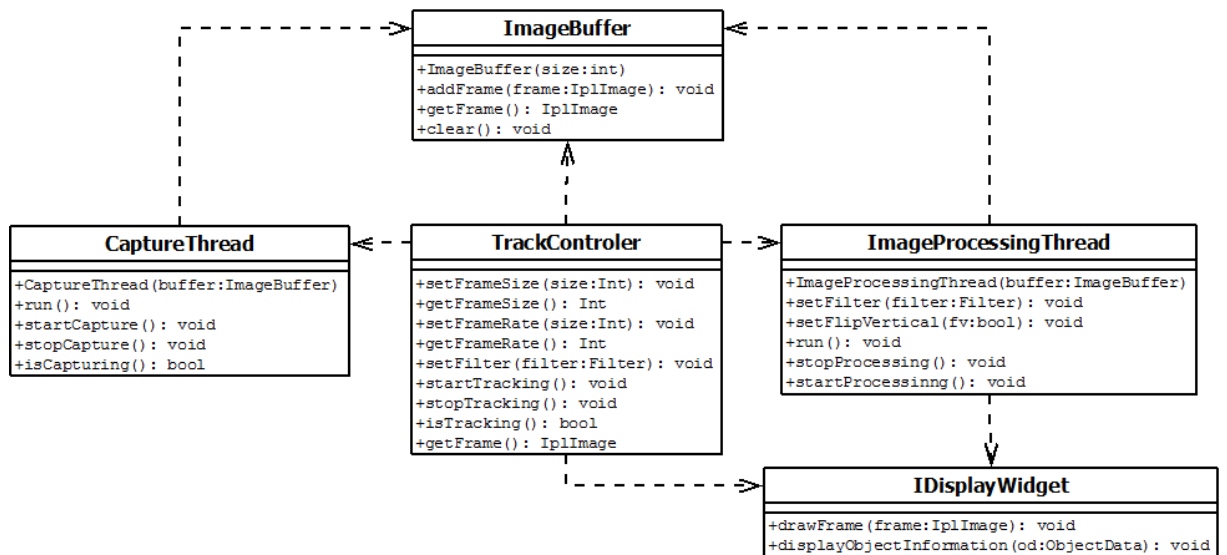 ImageBuffer
+ImageBuffer(size:int)
+addFrame(frame:IplImage): void
+getFrame(): IplImage
+clear(): void
CaptureThread
+CaptureThread(buffer:ImageBuffer)
+run(): void
+startCapture(): void
+stopCapture(): void
+isCapturing(): bool
TrackControler
+setFrameSize(size:Int): void
+getFrameSize(): Int
+setFrameRate(size:Int): void
+getFrameRate(): Int
+setFilter(filter:Filter): void
+startTracking(): void
+stopTracking(): void
+isTracking(): bool
+getFrame(): IplImage
ImageProcessingThread
+ImageProcessingThread(buffer:ImageBuffer)
+setFilter(filter:Filter): void
+setFlipVertical(fv:bool): void
+run(): void
+stopProcessing(): void
+startProcessinng(): void
IDisplayWidget
+drawFrame(frame:IplImage): void
+displayObjectInformation(od:ObjectData): void